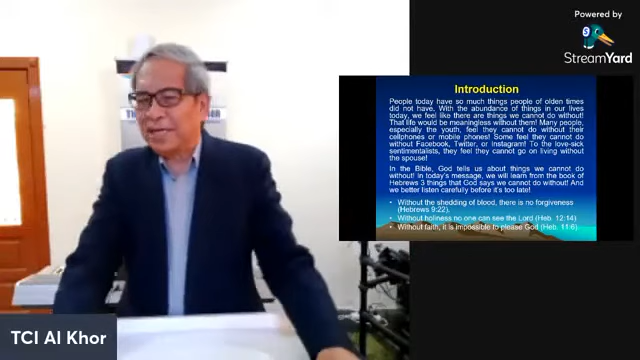 Powered by
StreamYard
Introduction
People today have so much things people of olden times
did not have. With the abundance of things in our lives
today, we feel like there are things we cannot do without!
That life would be meaningless without them! Many people,
especially the youth, feel they cannot do without their
cellphones or mobile phones! Some feel they cannot do
without Facebook, Twitter, or Instagram! To the love-sick
sentimentalists, they feel they cannot go on living without
the spouse!
In the Bible, God tells us about things we cannot do
without! In today's message, we will learn from the book of
Hebrews 3 things that God says we cannot do without! And
we better listen carefully before it's too late!
• Without the shedding of blood, there is no forgiveness
(Hebrews 9:22).
• Without holiness no one can see the Lord (Heb. 12:14)
• Without faith, it is impossible to please God (Heb. 11:6)
TCI Al Khor